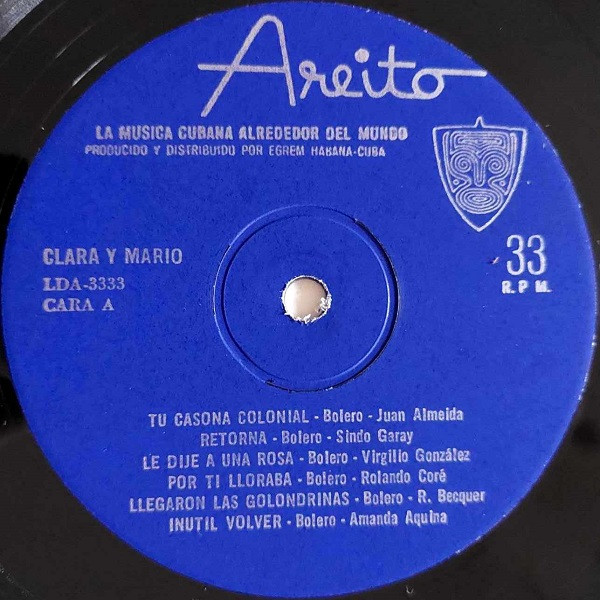 Areito
LA MUSICA CUBANA ALREDEDOR DEL MUNDO
PRODUCIDO Y DISTRIBUIDO POR EGREM HABANA-CUBA
CLARA Y MARIO
LDA-3333
CARA A
33
R. P M.
TU CASONA COLONIAL - Bolero - Juan Almeida
RETORNA - Bolero - Sindo Garay
LE DIJE A UNA ROSA - Bolero - Virgilio González
POR TI LLORABA - Bolero - Rolando Coré
LLEGARON LAS GOLONDRINAS - Bolero - R. Becquer
INUTIL VOLVER - Bolero - Amanda Aquina